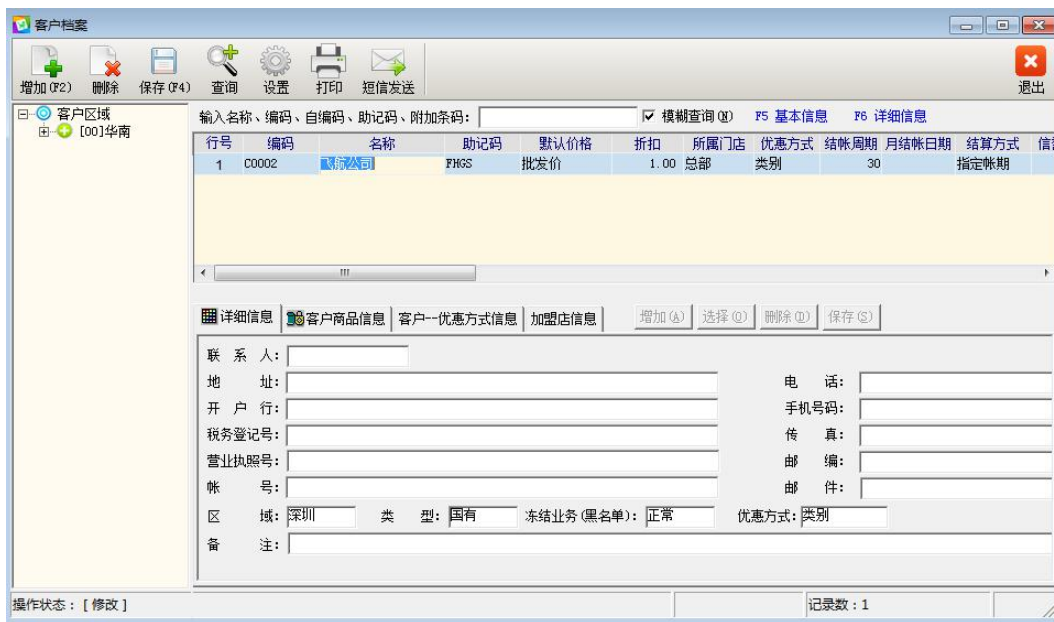 客户档案
增加(F2) 删除 保存(F4) 查询 设置 打印 短信发送 退出
客户区域
[00]华南
输入名称、编码、自编码、助记码、附加条码: 模糊查询(N) F5 基本信息 F6 详细信息
行号 编码 名称 助记码 默认价格 折扣 所属门店 优惠方式 结帐周期 月结帐日期 结算方式 信
1 C0002 飞航公司 FHGS 批发价 1.00 总部 类别 30 指定帐期
详细信息 客户商品信息 客户--优惠方式信息 加盟店信息 增加(A) 选择(O) 删除(D) 保存(S)
联系人:
地址: 电话:
开户行: 手机号码:
税务登记号: 传真:
营业执照号: 邮编:
帐号: 邮件:
区域: 深圳 类型: 国有 冻结业务(黑名单): 正常 优惠方式: 类别
备注:
操作状态:[修改] 记录数:1